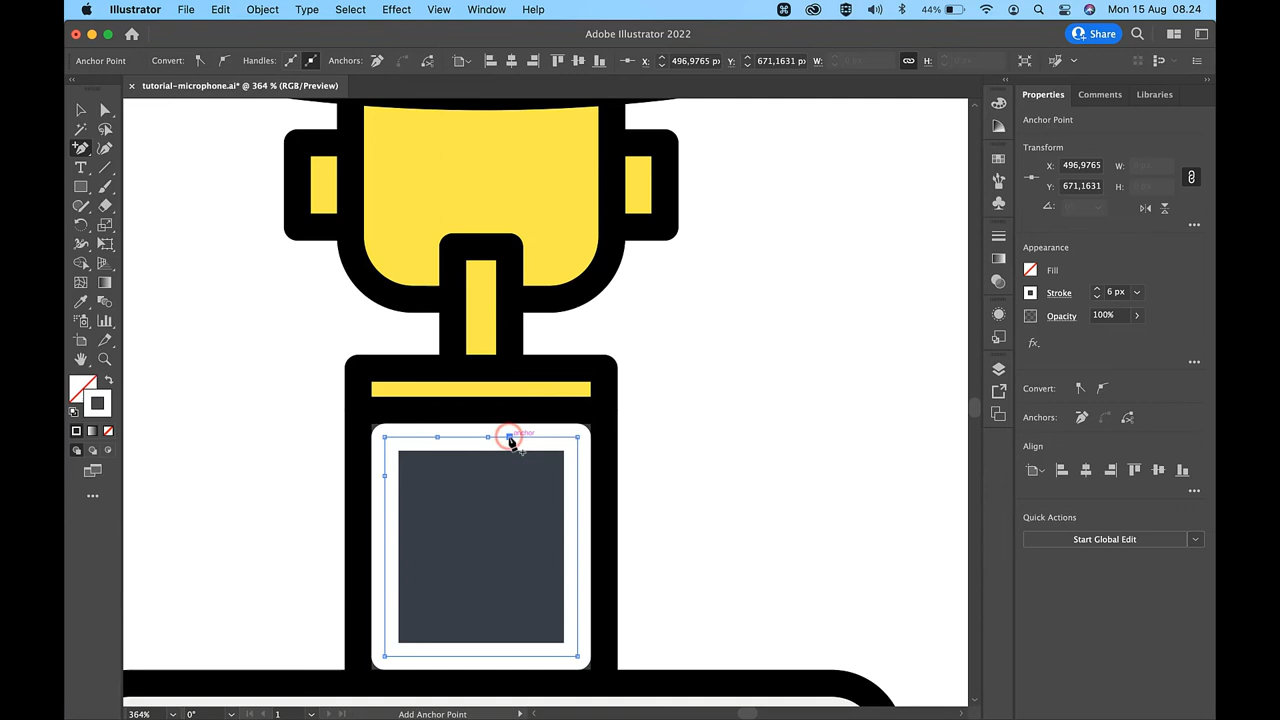 Illustrator File Edit Object Type Select Effect View Window Help 44% Mon 15 Aug 08.24
Adobe Illustrator 2022 Share
Anchor Point Convert: Handles: Anchors: X: 496,9765 px Y: 671,1631 px W: H:
× tutorial-microphone.ai* @ 364 % (RGB/Preview)
Properties Comments Libraries
Anchor Point
Transform
X: 496,9765 W:
Y: 671,1631 H:
Appearance
Fill
Stroke 6 px
Opacity 100%
fx.
Convert:
Anchors:
Align
Quick Actions
Start Global Edit
anchor
364% 0° 1 Add Anchor Point